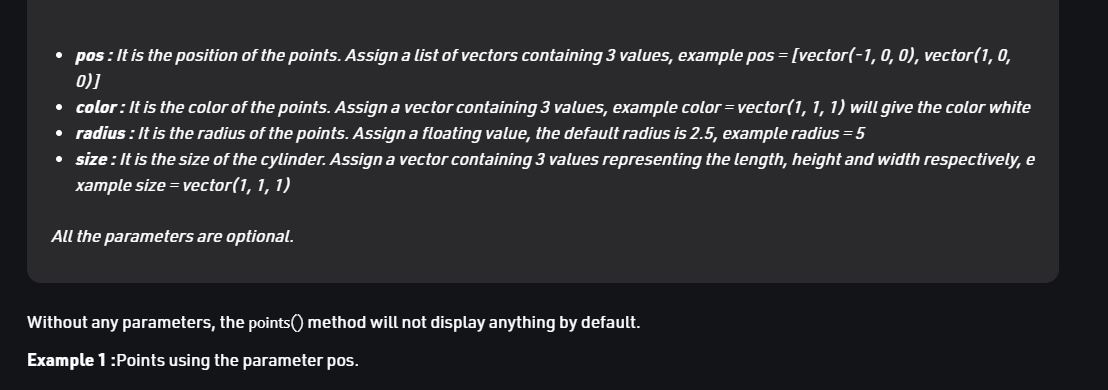 • pos : It is the position of the points. Assign a list of vectors containing 3 values, example pos = [vector(-1, 0, 0), vector(1, 0,
0)]
• color : It is the color of the points. Assign a vector containing 3 values, example color = vector(1, 1, 1) will give the color white
• radius : It is the radius of the points. Assign a floating value, the default radius is 2.5, example radius = 5
• size : It is the size of the cylinder. Assign a vector containing 3 values representing the length, height and width respectively, e
xample size = vector(1, 1, 1)
All the parameters are optional.
Without any parameters, the points() method will not display anything by default.
Example 1 :Points using the parameter pos.